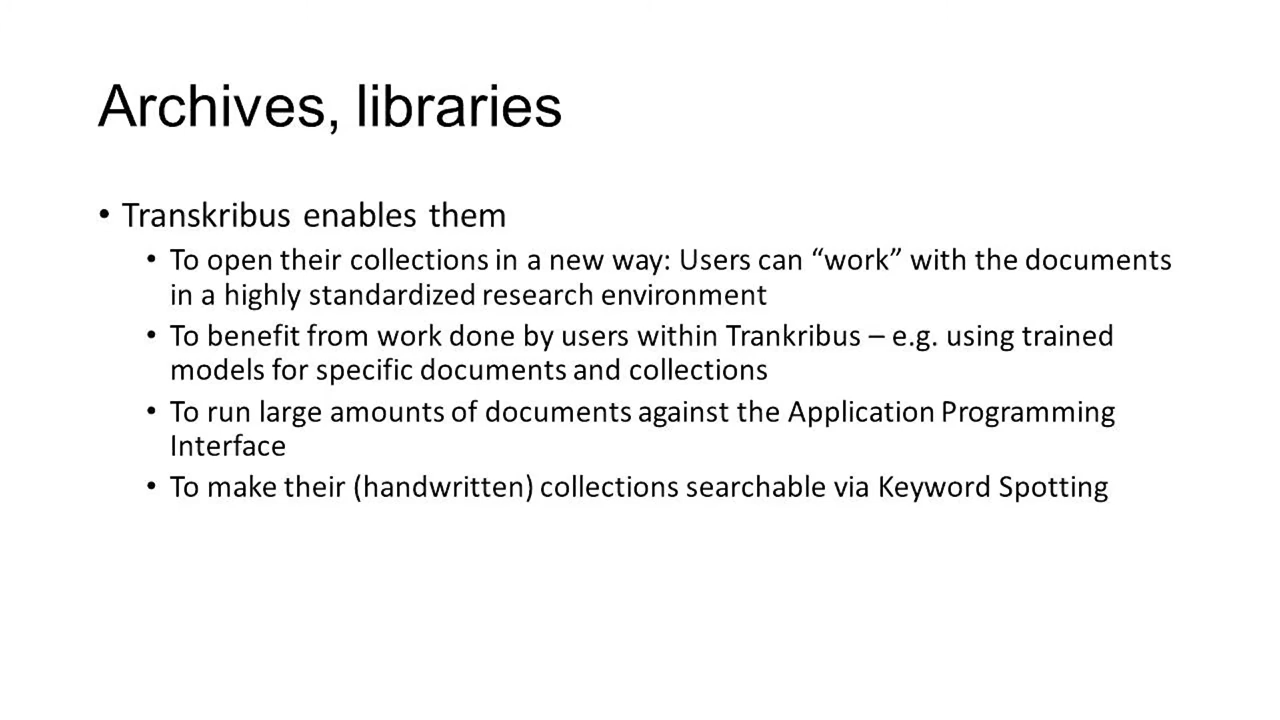 Archives, libraries
• Transkribus enables them
• To open their collections in a new way: Users can “work” with the documents
in a highly standardized research environment
• To benefit from work done by users within Trankribus – e.g. using trained
models for specific documents and collections
• To run large amounts of documents against the Application Programming
Interface
• To make their (handwritten) collections searchable via Keyword Spotting